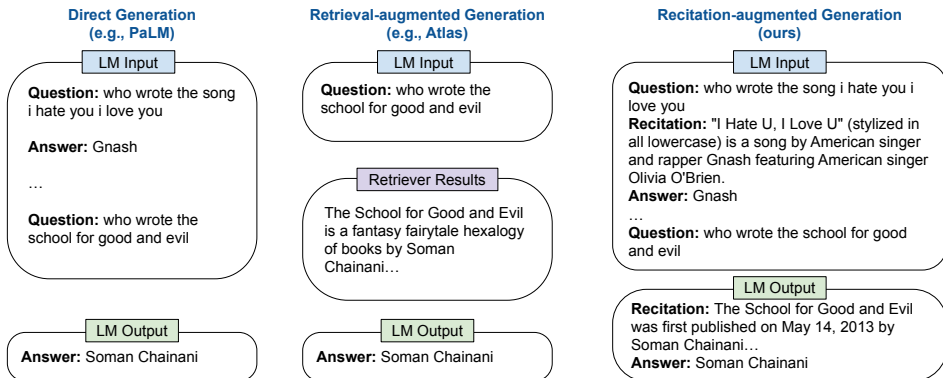 Direct Generation
(e.g., PaLM)
LM Input
Question: who wrote the song
i hate you i love you
Answer: Gnash
...
Question: who wrote the
school for good and evil
LM Output
Answer: Soman Chainani
Retrieval-augmented Generation
(e.g., Atlas)
LM Input
Question: who wrote the
school for good and evil
Retriever Results
The School for Good and Evil
is a fantasy fairytale hexalogy
of books by Soman
Chainani...
LM Output
Answer: Soman Chainani
Recitation-augmented Generation
(ours)
LM Input
Question: who wrote the song i hate you i
love you
Recitation: "I Hate U, I Love U" (stylized in
all lowercase) is a song by American singer
and rapper Gnash featuring American singer
Olivia O'Brien.
Answer: Gnash
...
Question: who wrote the school for good
and evil
LM Output
Recitation: The School for Good and Evil
was first published on May 14, 2013 by
Soman Chainani...
Answer: Soman Chainani